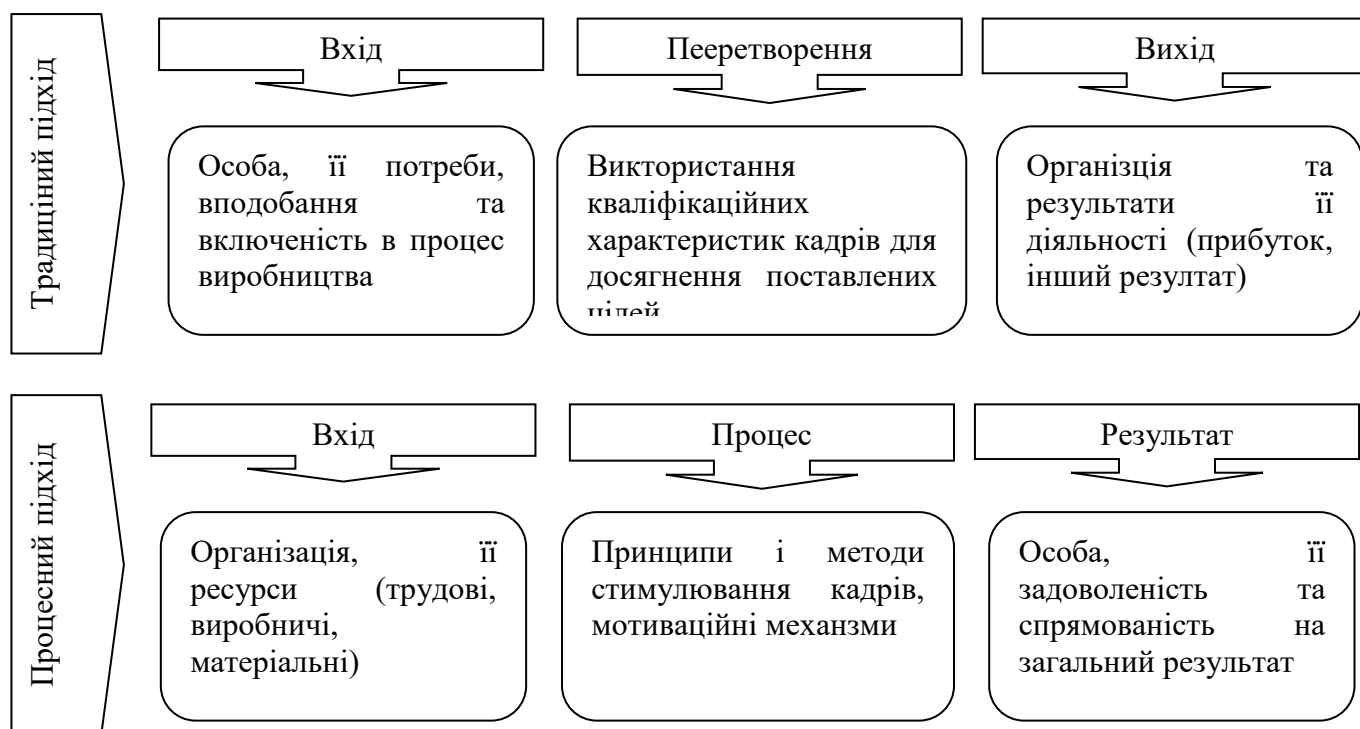 Традиціний підхід
Вхід
Пееретворення
Вихід
Особа, її потреби,
вподобання та
включеність в процес
виробництва
Виктористання
кваліфікаційних
характеристик кадрів для
досягнення поставлених
цілей
Організція та
результати її
діяльності (прибуток,
інший резултат)
Процесний підхід
Вхід
Процес
Результат
Організація, її
ресурси (трудові,
виробничі,
матеріальні)
Принципи і методи
стимулювання кадрів,
мотиваційні механзми
Особа, її
задоволеність та
спрямованість на
загальний результат